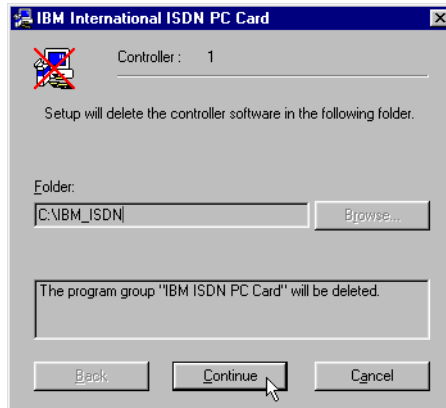 IBM International ISDN PC Card
Controller : 1
Setup will delete the controller software in the following folder.
Folder:
C:\IBM_ISDN
Browse...
The program group "IBM ISDN PC Card" will be deleted.
Back
Continue
Cancel